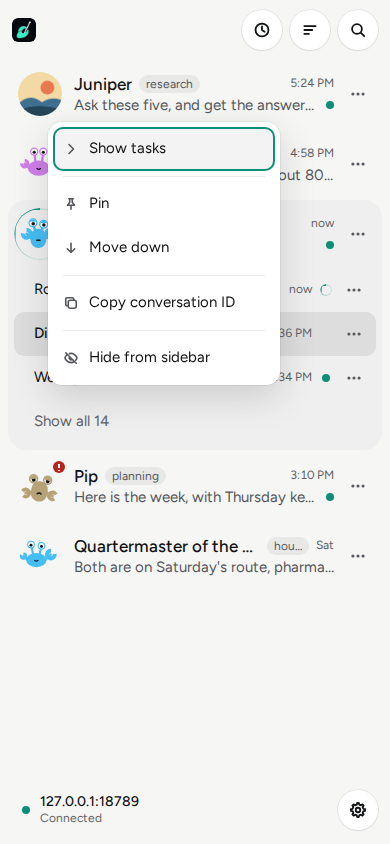 Juniper research 5:24 PM
Ask these five, and get the answer...
4:58 PM
out 80...
Show tasks
Pin
now
Move down
now
Copy conversation ID
36 PM
Hide from sidebar
34 PM
Show all 14
Pip planning 3:10 PM
Here is the week, with Thursday ke...
Quartermaster of the ... hou... Sat
Both are on Saturday's route, pharma...
127.0.0.1:18789
Connected